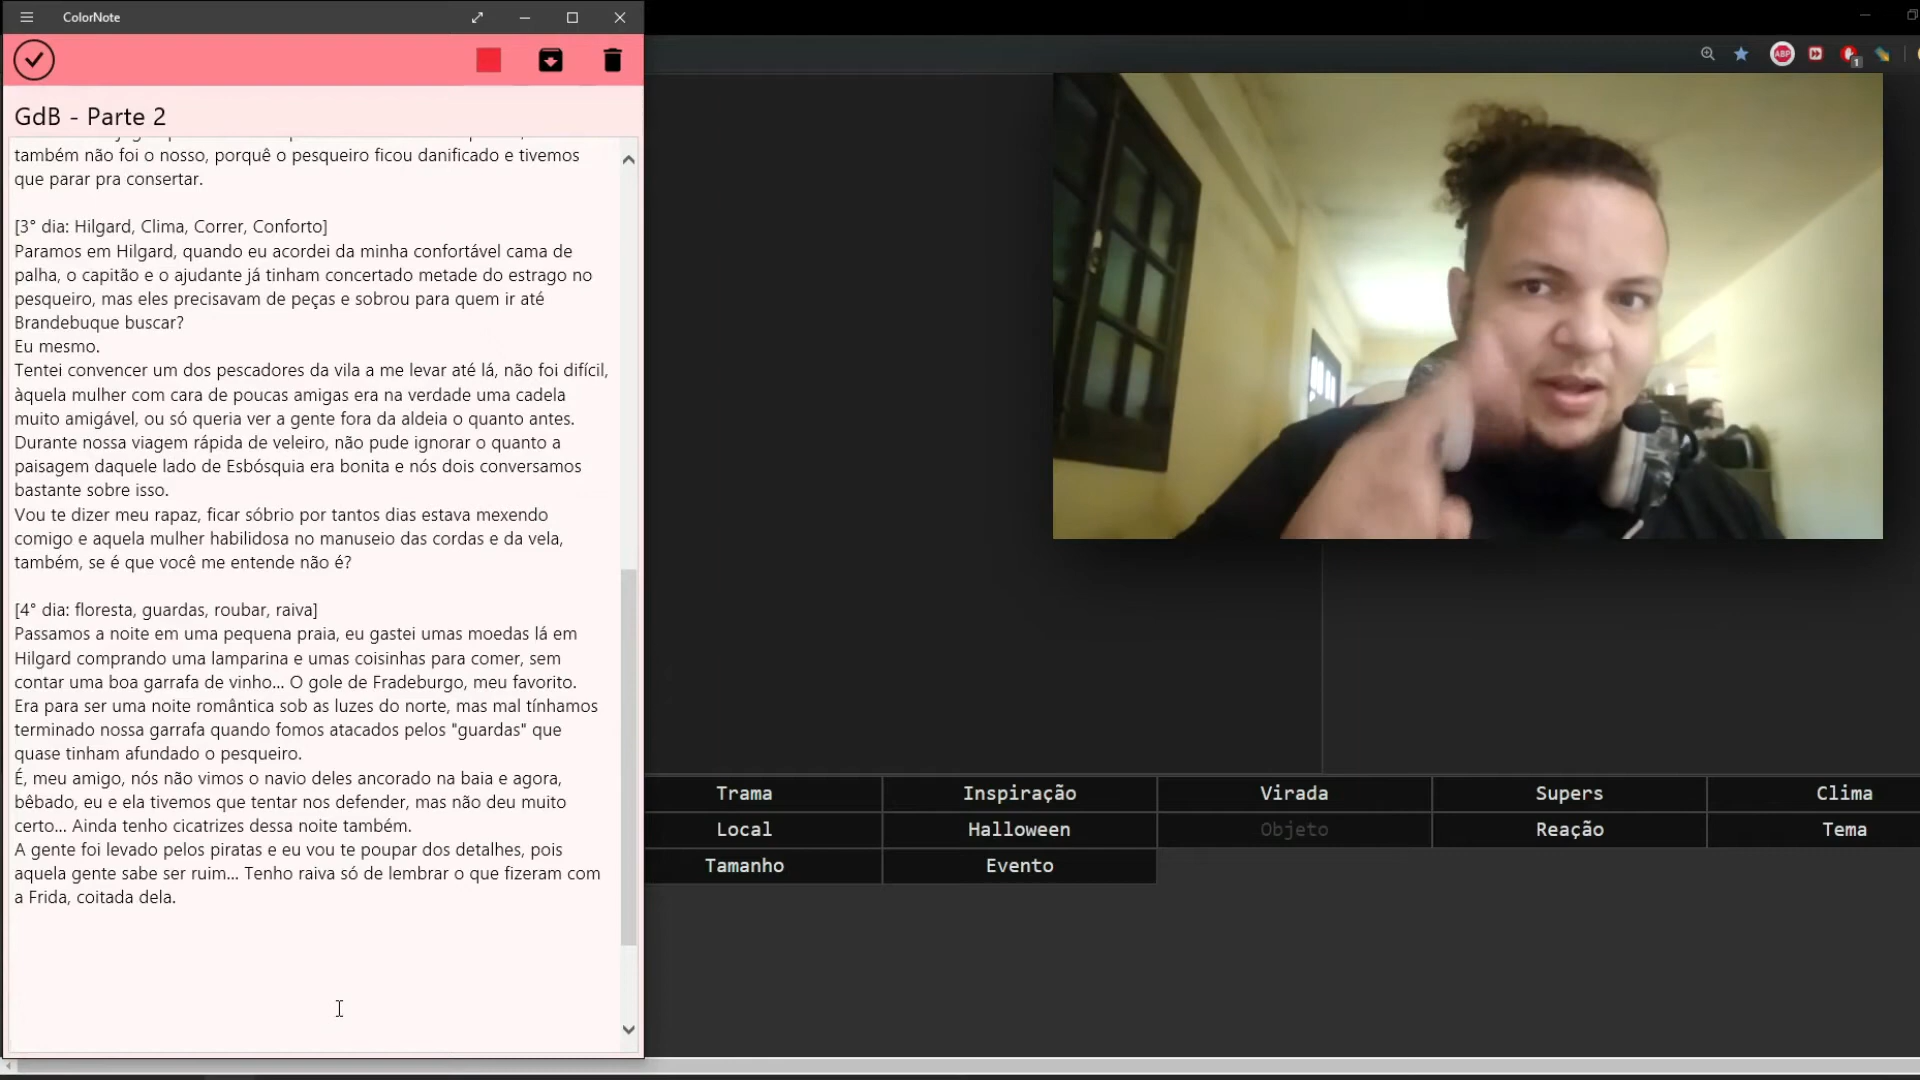 ColorNote
GdB - Parte 2
também não foi o nosso, porquê o pesqueiro ficou danificado e tivemos
que parar pra consertar.
[3° dia: Hilgard, Clima, Correr, Conforto]
Paramos em Hilgard, quando eu acordei da minha confortável cama de
palha, o capitão e o ajudante já tinham concertado metade do estrago no
pesqueiro, mas eles precisavam de peças e sobrou para quem ir até
Brandebuque buscar?
Eu mesmo.
Tentei convencer um dos pescadores da vila a me levar até lá, não foi difícil,
àquela mulher com cara de poucas amigas era na verdade uma cadela
muito amigável, ou só queria ver a gente fora da aldeia o quanto antes.
Durante nossa viagem rápida de veleiro, não pude ignorar o quanto a
paisagem daquele lado de Esbósquia era bonita e nós dois conversamos
bastante sobre isso.
Vou te dizer meu rapaz, ficar sóbrio por tantos dias estava mexendo
comigo e aquela mulher habilidosa no manuseio das cordas e da vela,
também, se é que você me entende não é?
[4° dia: floresta, guardas, roubar, raiva]
Passamos a noite em uma pequena praia, eu gastei umas moedas lá em
Hilgard comprando uma lamparina e umas coisinhas para comer, sem
contar uma boa garrafa de vinho... O gole de Fradeburgo, meu favorito.
Era para ser uma noite romântica sob as luzes do norte, mas mal tínhamos
terminado nossa garrafa quando fomos atacados pelos "guardas" que
quase tinham afundado o pesqueiro.
É, meu amigo, nós não vimos o navio deles ancorado na baia e agora,
bêbado, eu e ela tivemos que tentar nos defender, mas não deu muito
certo... Ainda tenho cicatrizes dessa noite também.
A gente foi levado pelos piratas e eu vou te poupar dos detalhes, pois
aquela gente sabe ser ruim... Tenho raiva só de lembrar o que fizeram com
a Frida, coitada dela.
ABP
1
Trama Inspiração Virada Supers Clima
Local Halloween Objeto Reação Tema
Tamanho Evento